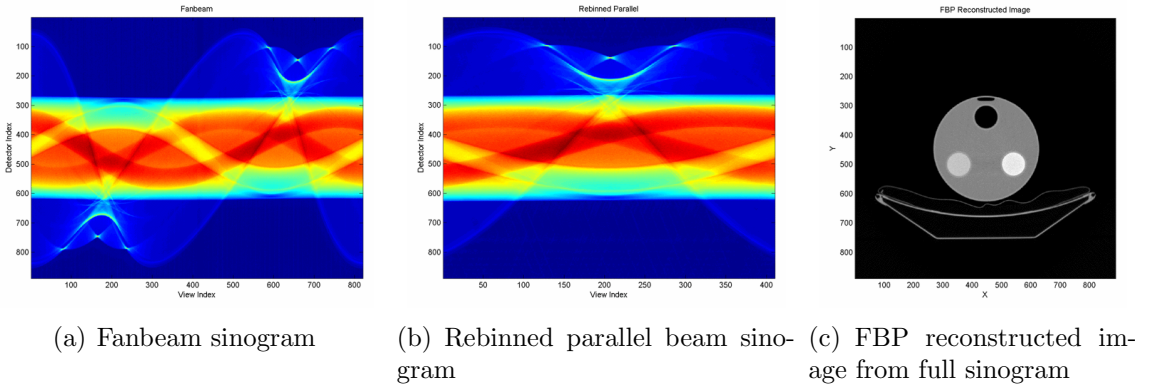 Fanbeam
100
200
300
400
500
600
700
800
Detector Index
100 200 300 400 500 600 700 800
View Index
Rebinned Parallel
100
200
300
400
500
600
700
800
Detector Index
50 100 150 200 250 300 350 400
View Index
FBP Reconstructed Image
100
200
300
400
500
600
700
800
Y
100 200 300 400 500 600 700 800
X
(a) Fanbeam sinogram
(b) Rebinned parallel beam sino-
gram
(c) FBP reconstructed im-
age from full sinogram